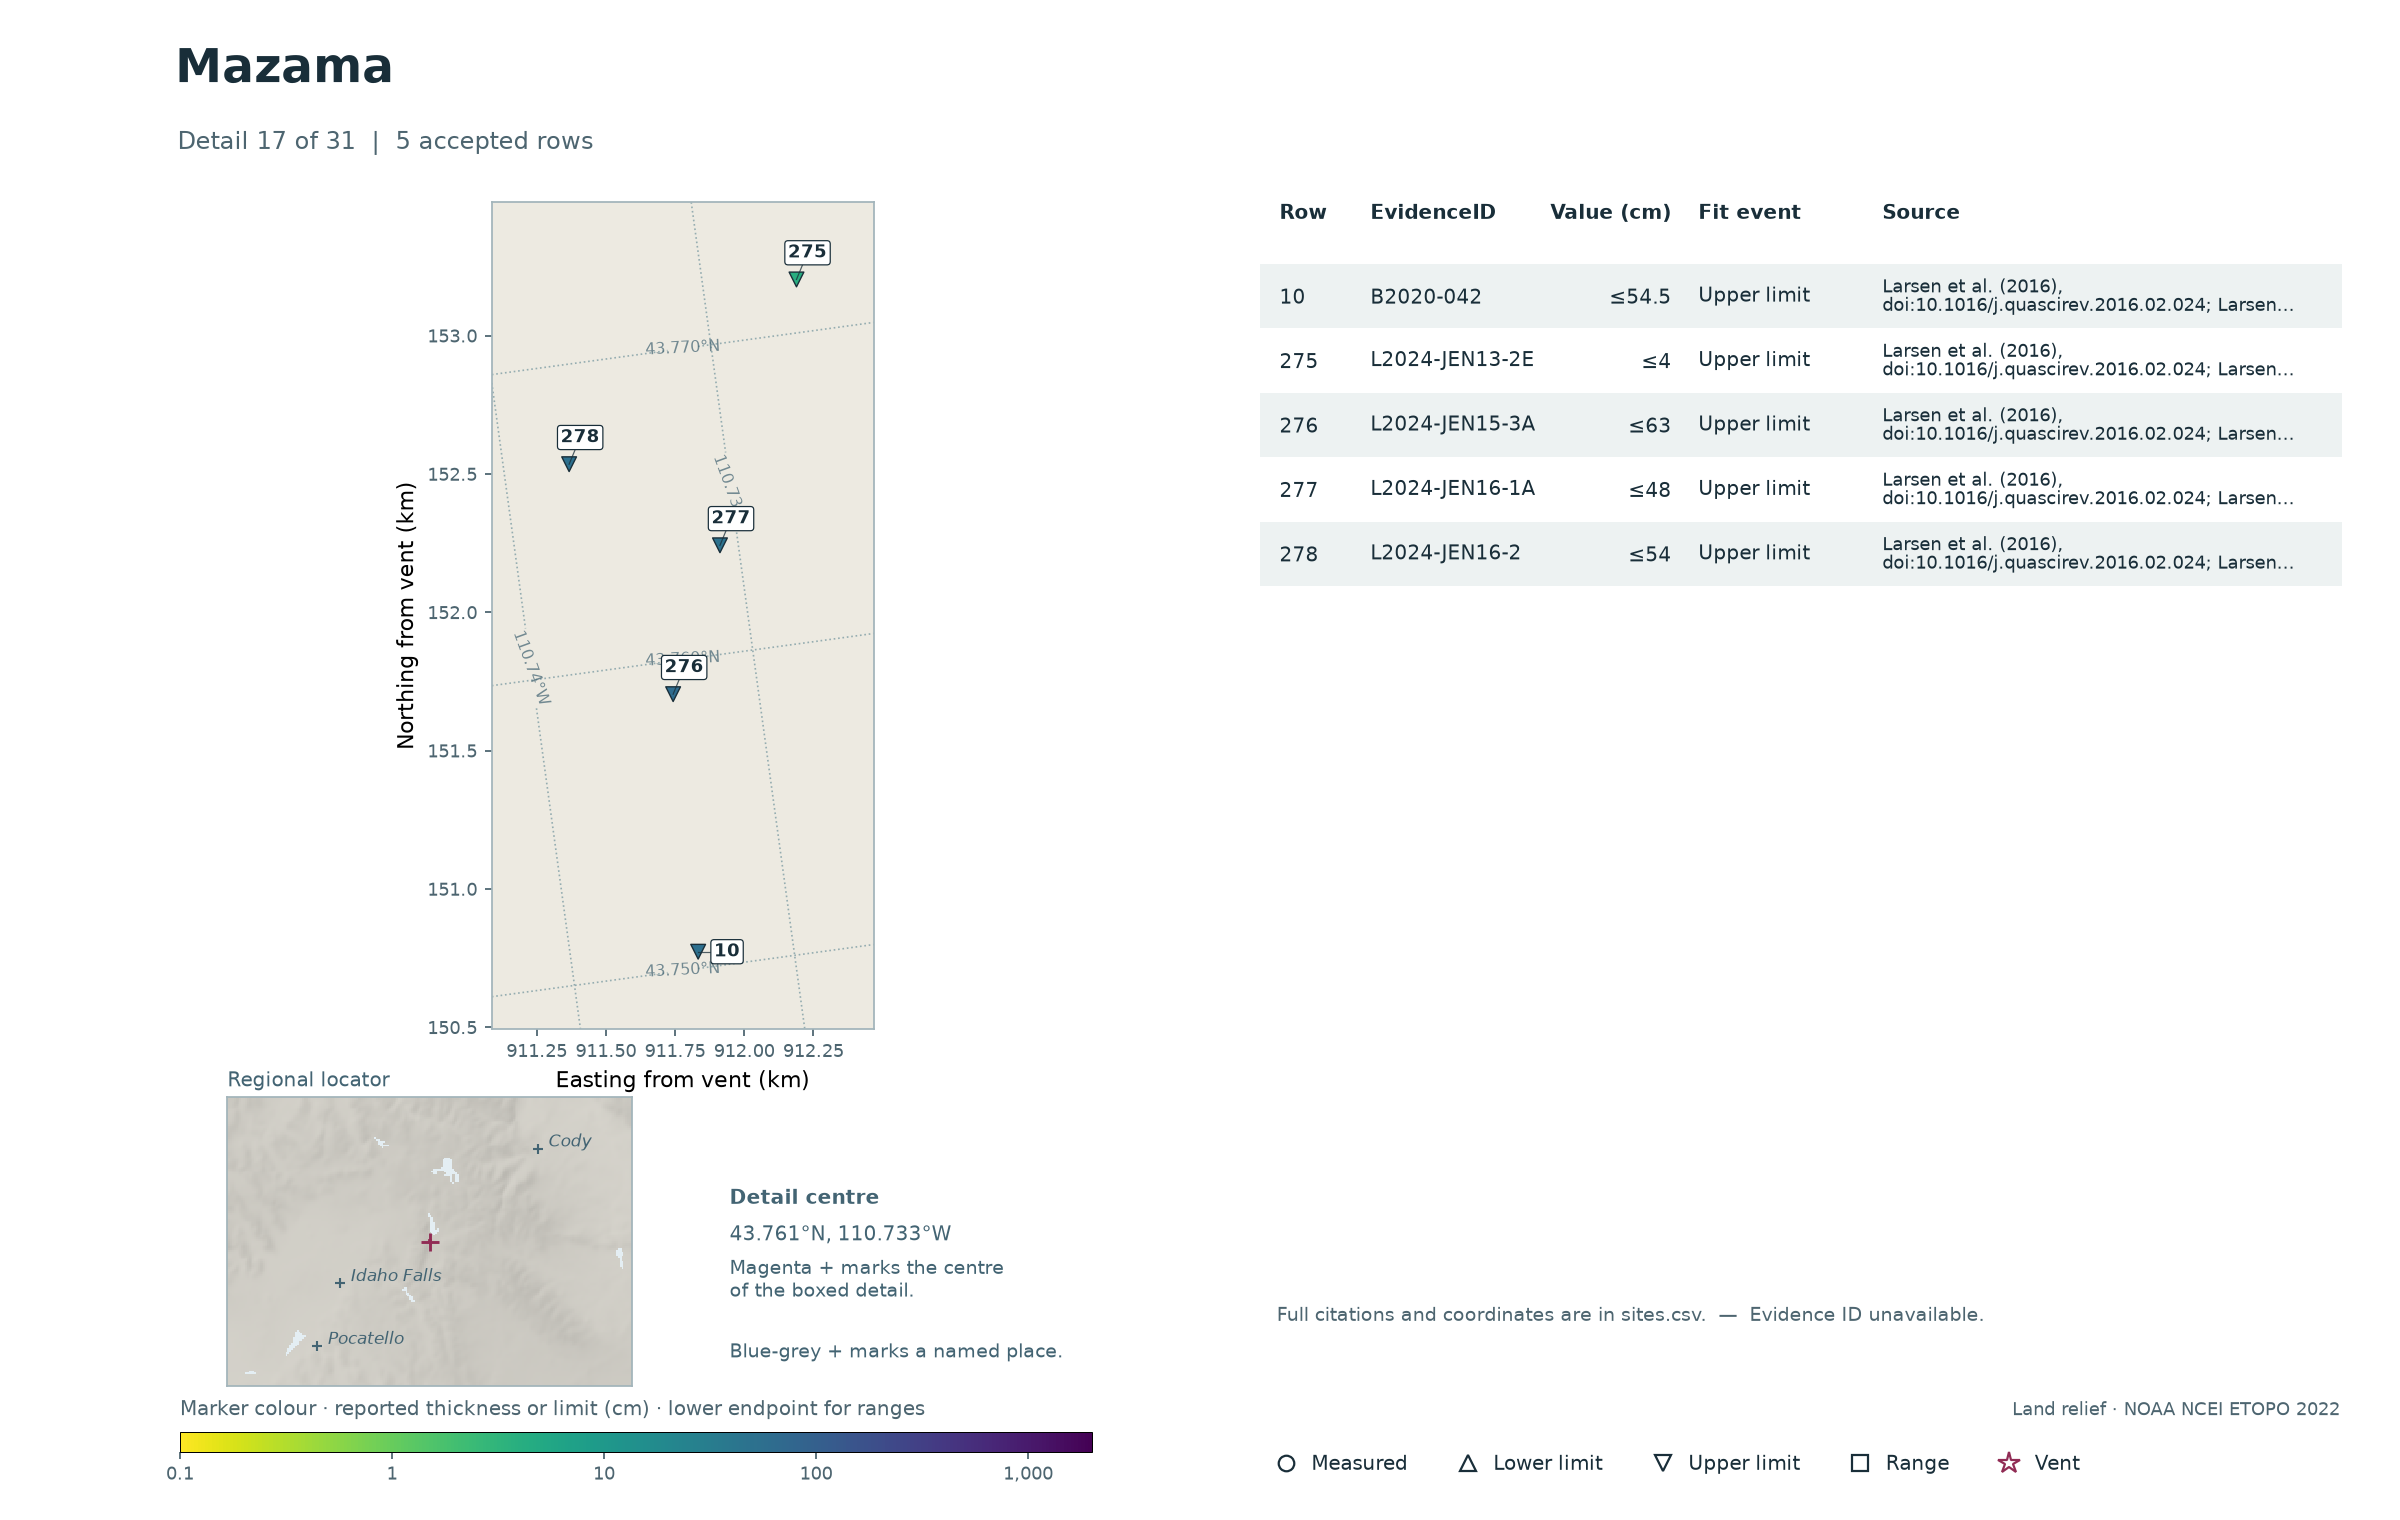 Mazama
Detail 17 of 31 | 5 accepted rows
275
153.0
43.770°N
278
152.5
110.73
277
152.0
110.74°W
276
151.5
151.0
10
43.750°N
150.5
Northing from vent (km)
911.25 911.50 911.75 912.00 912.25
Easting from vent (km)
Row EvidenceID Value (cm) Fit event Source
10 B2020-042 ≤54.5 Upper limit Larsen et al. (2016),
doi:10.1016/j.quascirev.2016.02.024; Larsen...
275 L2024-JEN13-2E ≤4 Upper limit Larsen et al. (2016),
doi:10.1016/j.quascirev.2016.02.024; Larsen...
276 L2024-JEN15-3A ≤63 Upper limit Larsen et al. (2016),
doi:10.1016/j.quascirev.2016.02.024; Larsen...
277 L2024-JEN16-1A ≤48 Upper limit Larsen et al. (2016),
doi:10.1016/j.quascirev.2016.02.024; Larsen...
278 L2024-JEN16-2 ≤54 Upper limit Larsen et al. (2016),
doi:10.1016/j.quascirev.2016.02.024; Larsen...
Regional locator
Cody
Idaho Falls
Pocatello
Detail centre
43.761°N, 110.733°W
Magenta + marks the centre
of the boxed detail.
Blue-grey + marks a named place.
Full citations and coordinates are in sites.csv. — Evidence ID unavailable.
Marker colour · reported thickness or limit (cm) · lower endpoint for ranges
0.1 1 10 100 1,000
Land relief · NOAA NCEI ETOPO 2022
Measured Lower limit Upper limit Range Vent